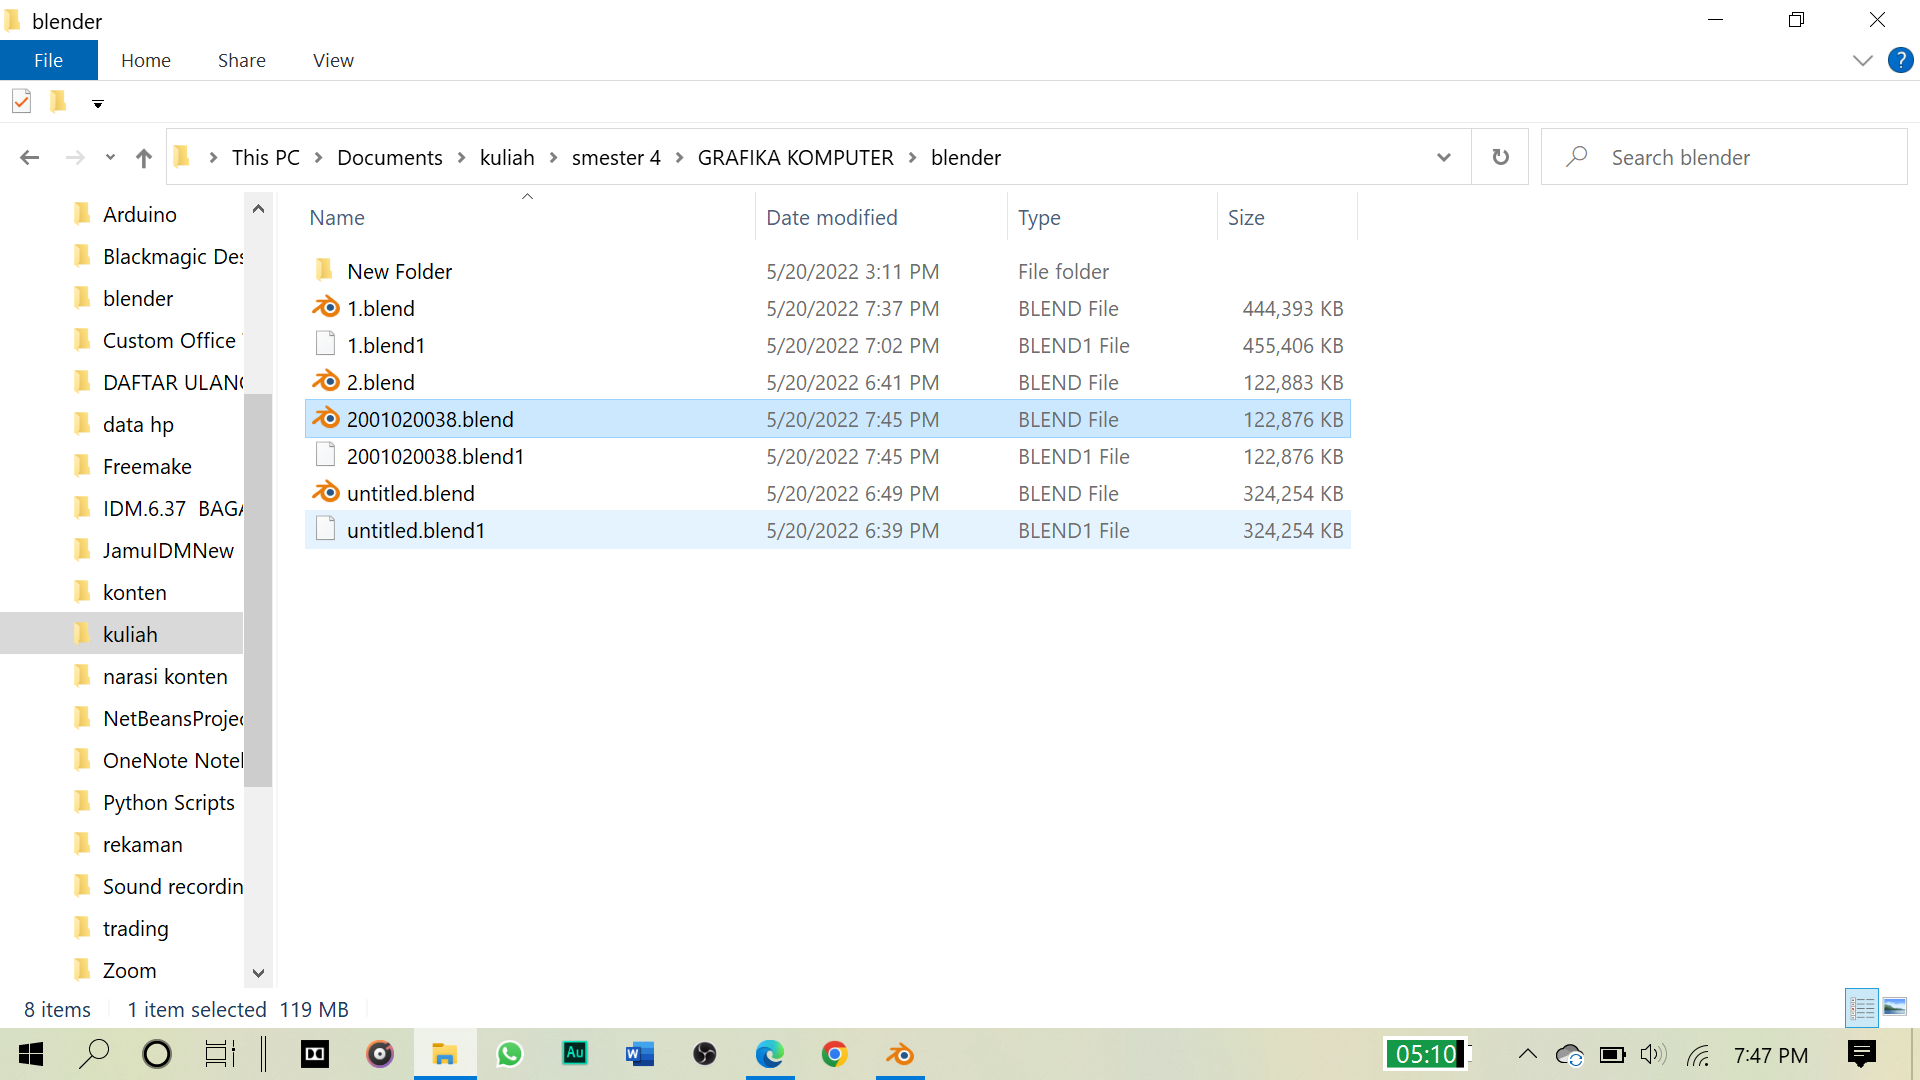 blender
File Home Share View
This PC Documents kuliah smester 4 GRAFIKA KOMPUTER blender Search blender
Name Date modified Type Size
New Folder 5/20/2022 3:11 PM File folder
1.blend 5/20/2022 7:37 PM BLEND File 444,393 KB
1.blend1 5/20/2022 7:02 PM BLEND1 File 455,406 KB
2.blend 5/20/2022 6:41 PM BLEND File 122,883 KB
2001020038.blend 5/20/2022 7:45 PM BLEND File 122,876 KB
2001020038.blend1 5/20/2022 7:45 PM BLEND1 File 122,876 KB
untitled.blend 5/20/2022 6:49 PM BLEND File 324,254 KB
untitled.blend1 5/20/2022 6:39 PM BLEND1 File 324,254 KB
Arduino
Blackmagic Des
blender
Custom Office
DAFTAR ULANG
data hp
Freemake
IDM.6.37 BAGA
JamuIDMNew
konten
kuliah
narasi konten
NetBeansProjec
OneNote Note
Python Scripts
rekaman
Sound recordin
trading
Zoom
8 items 1 item selected 119 MB
Au W 05:10 7:47 PM